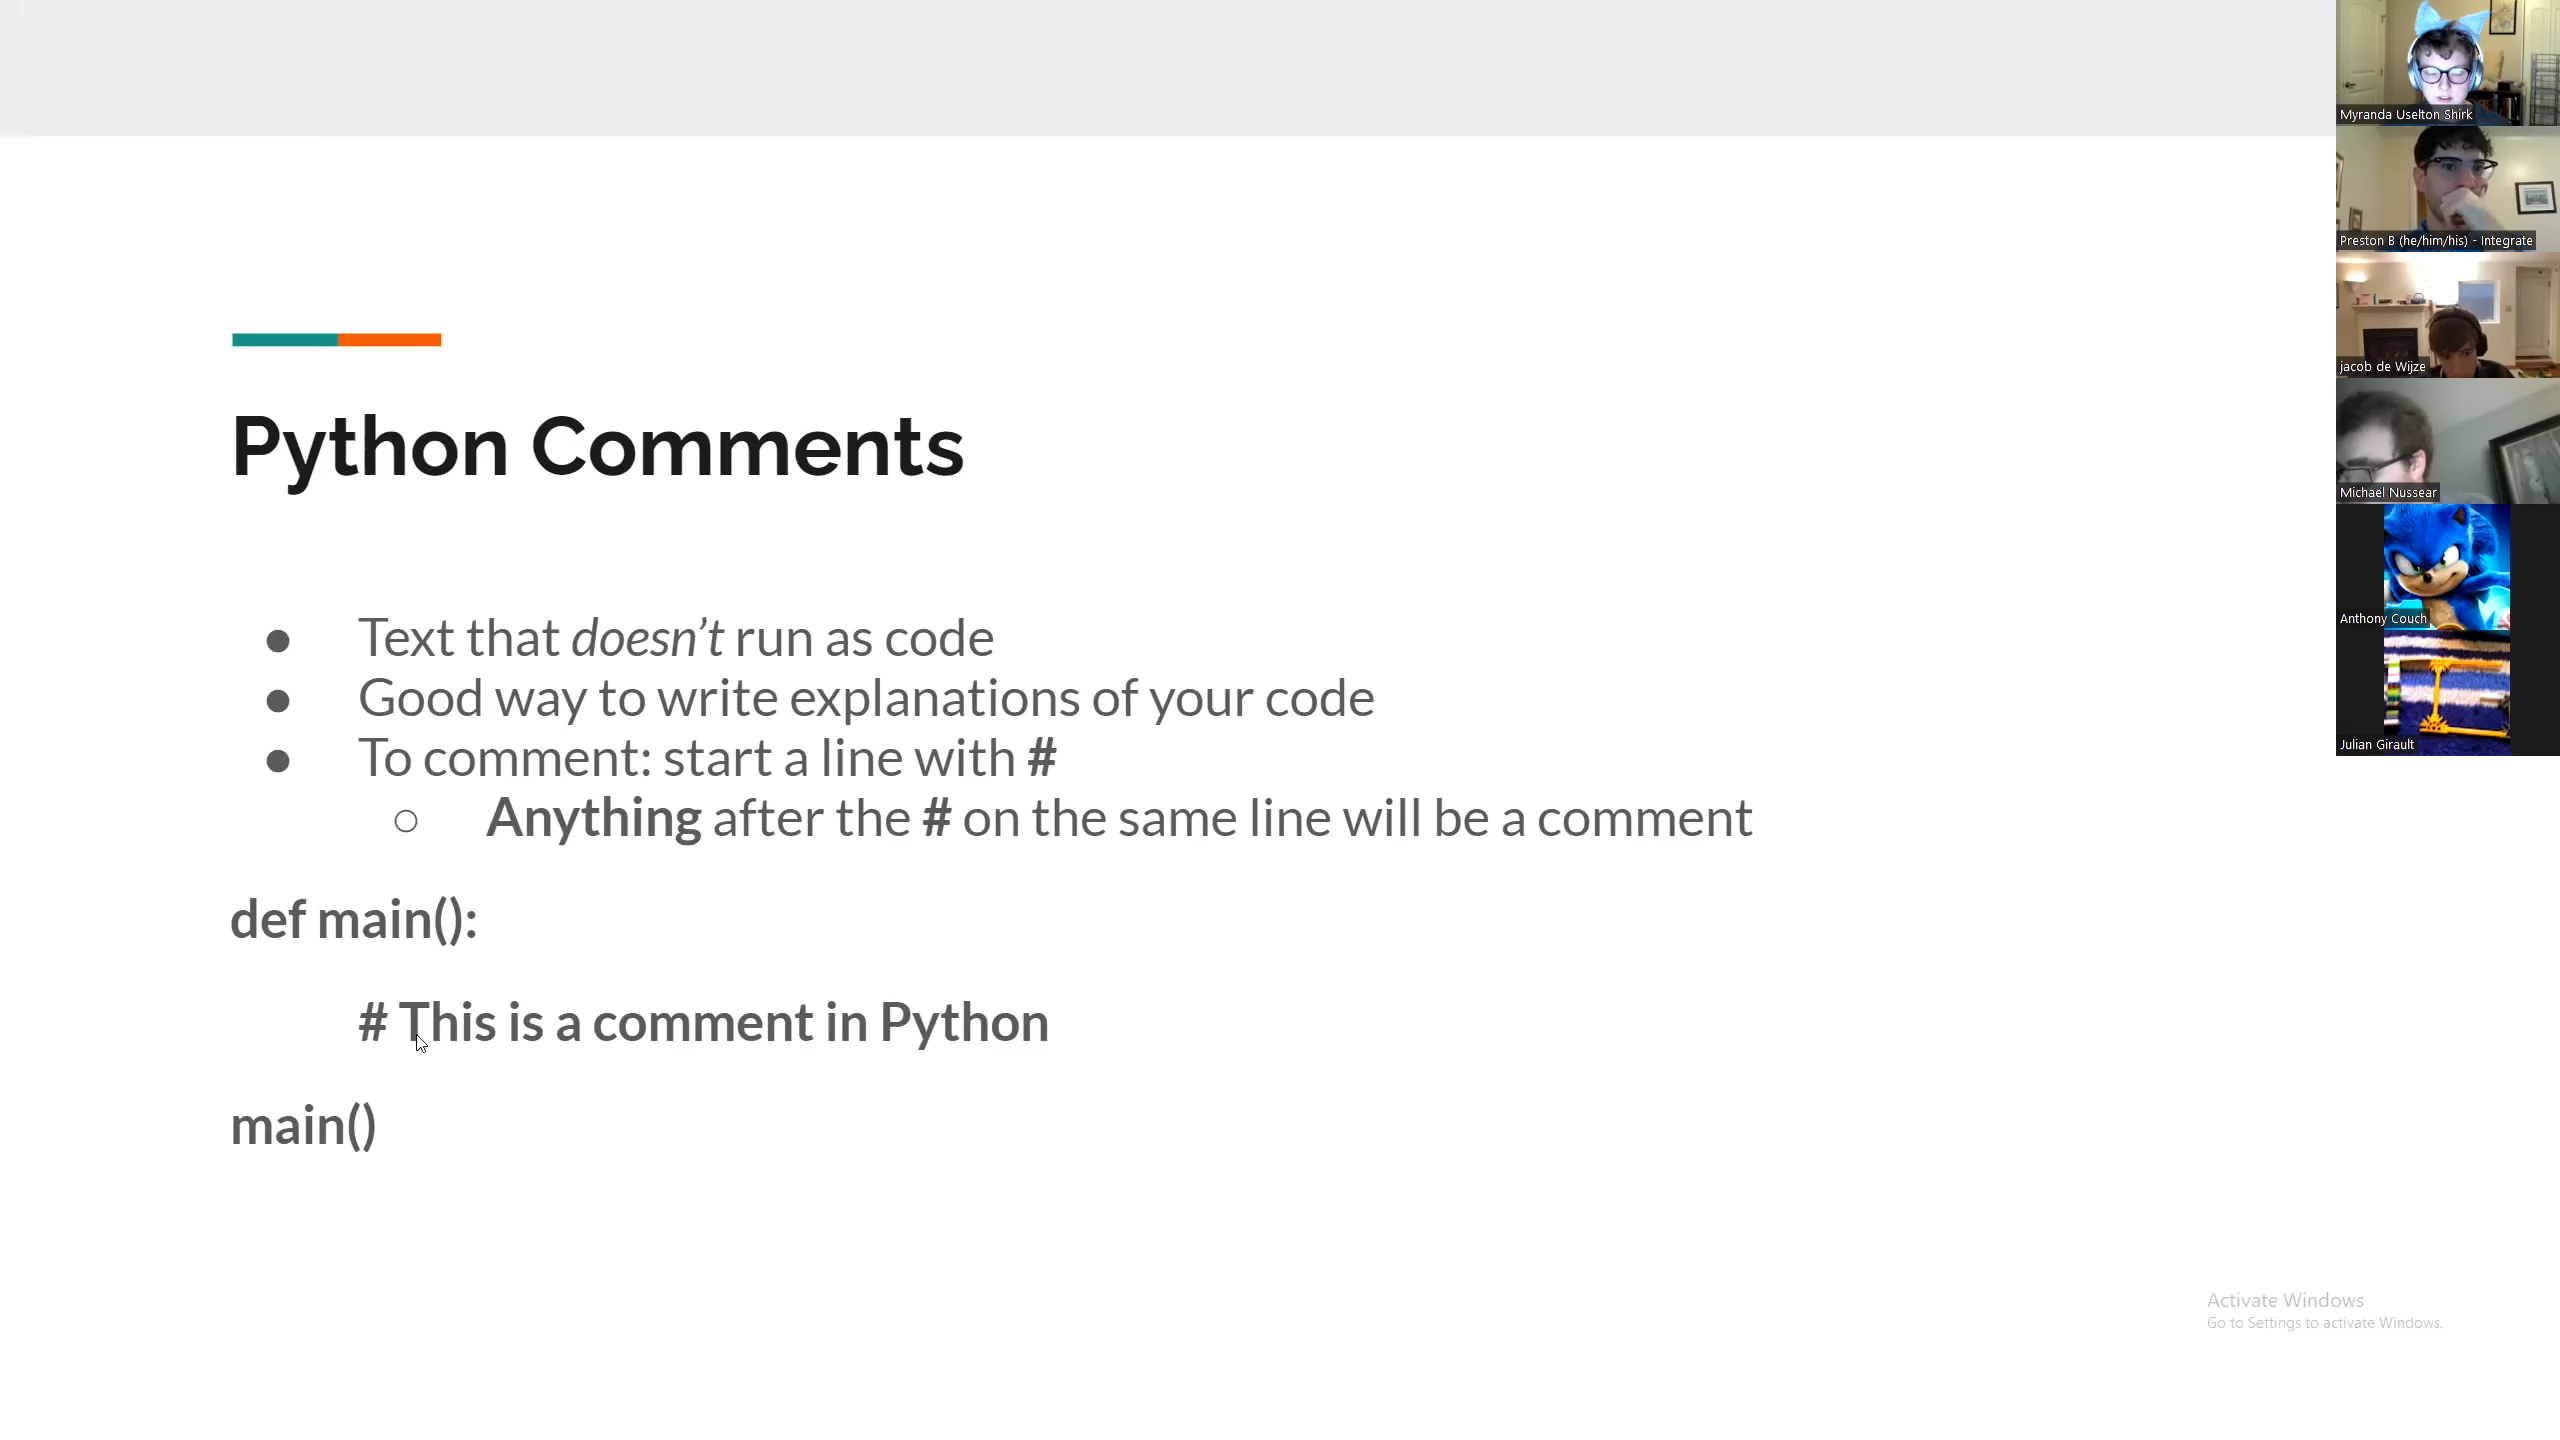 Python Comments
● Text that doesn’t run as code
● Good way to write explanations of your code
● To comment: start a line with #
○ Anything after the # on the same line will be a comment
def main():
# This is a comment in Python
main()
Myranda Uselton Shirk
Preston B (he/him/his) - Integrate
jacob de Wijze
Michael Nussear
Anthony Couch
Julian Girault
Activate Windows
Go to Settings to activate Windows.